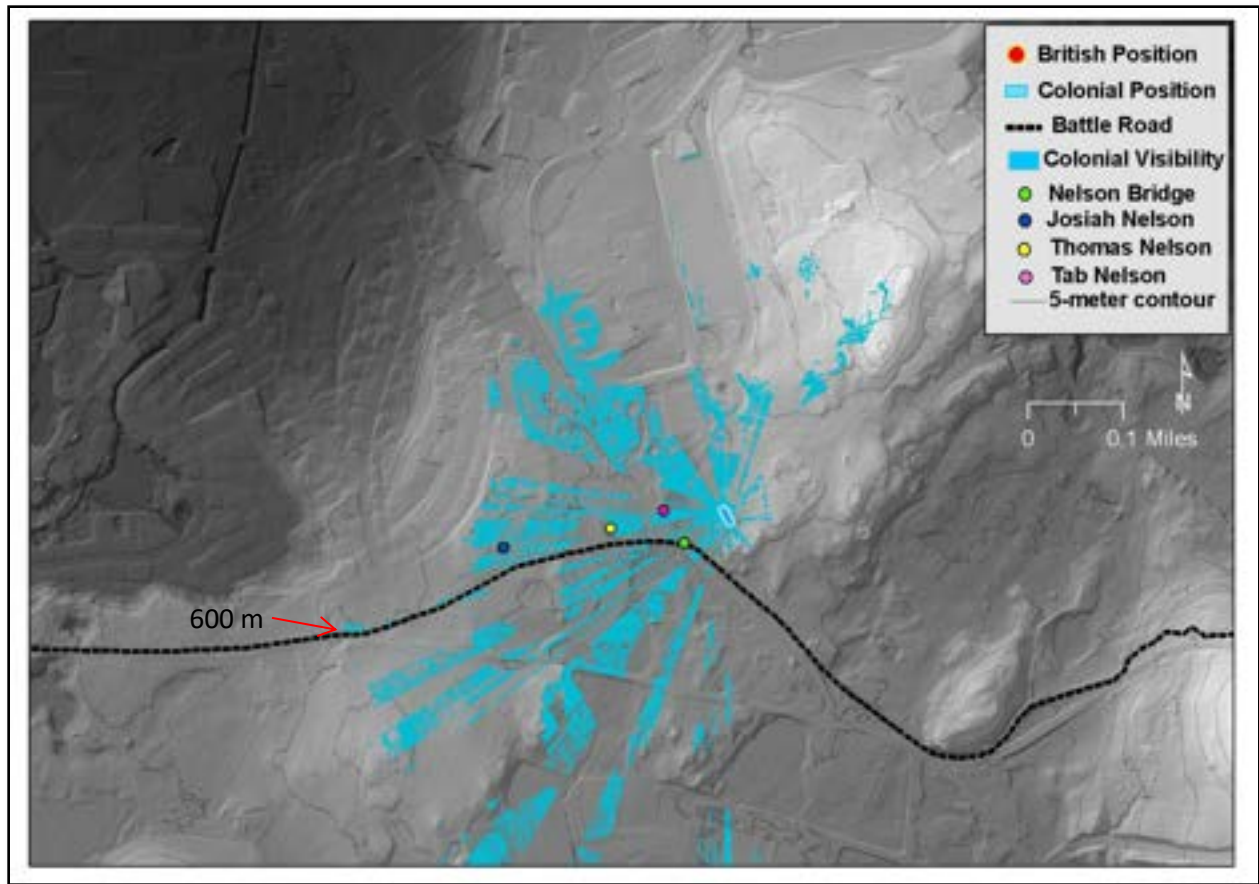 British Position
Colonial Position
Battle Road
Colonial Visibility
Nelson Bridge
Josiah Nelson
Thomas Nelson
Tab Nelson
5-meter contour
N
0 0.1 Miles
600 m